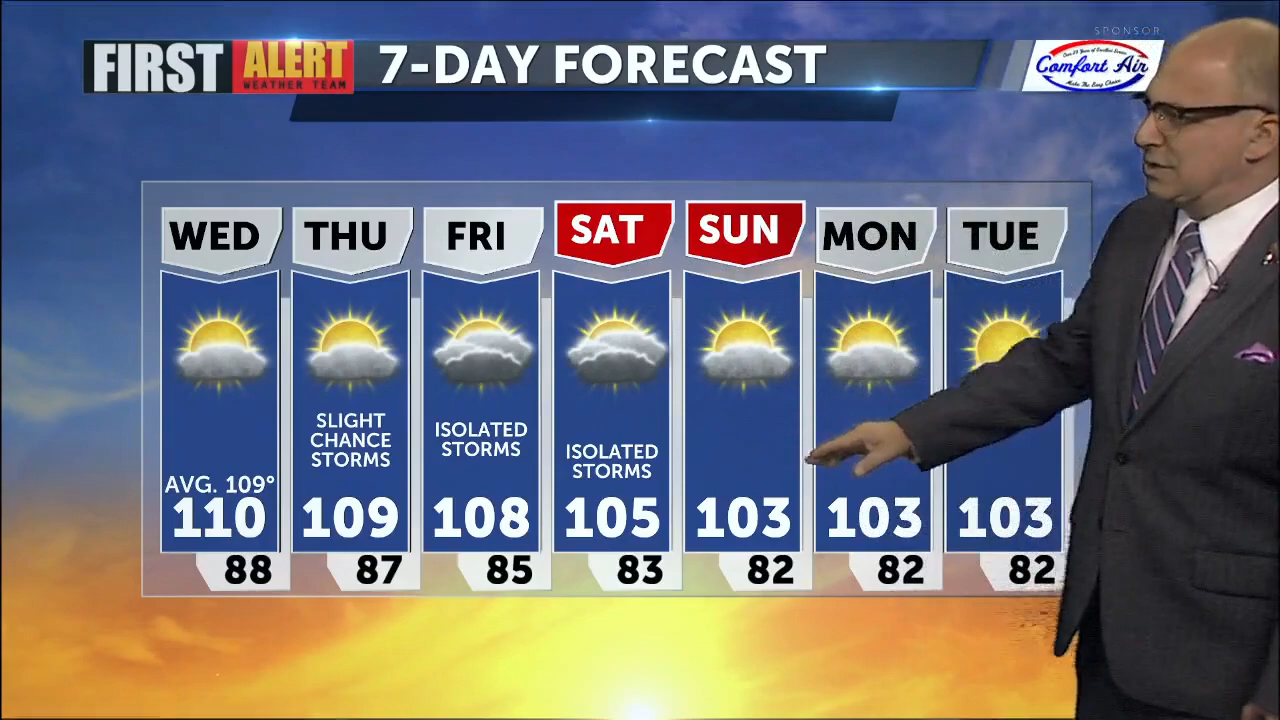 SPONSOR
FIRST ALERT
WEATHER TEAM
7-DAY FORECAST
Comfort Air
WED THU FRI SAT SUN MON TUE
SLIGHT
CHANCE
STORMS
ISOLATED
STORMS
ISOLATED
STORMS
AVG. 109°
110 109 108 105 103 103 103
88 87 85 83 82 82 82